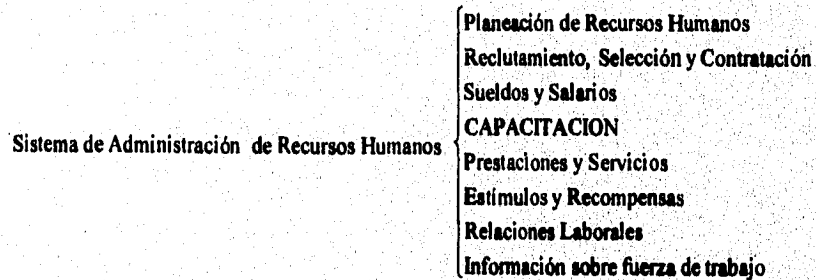 Planeación de Recursos Humanos
Reclutamiento, Selección y Contratación
Sueldos y Salarios
CAPACITACION
Sistema de Administración de Recursos Humanos
Prestaciones y Servicios
Estímulos y Recompensas
Relaciones Laborales
Información sobre fuerza de trabajo